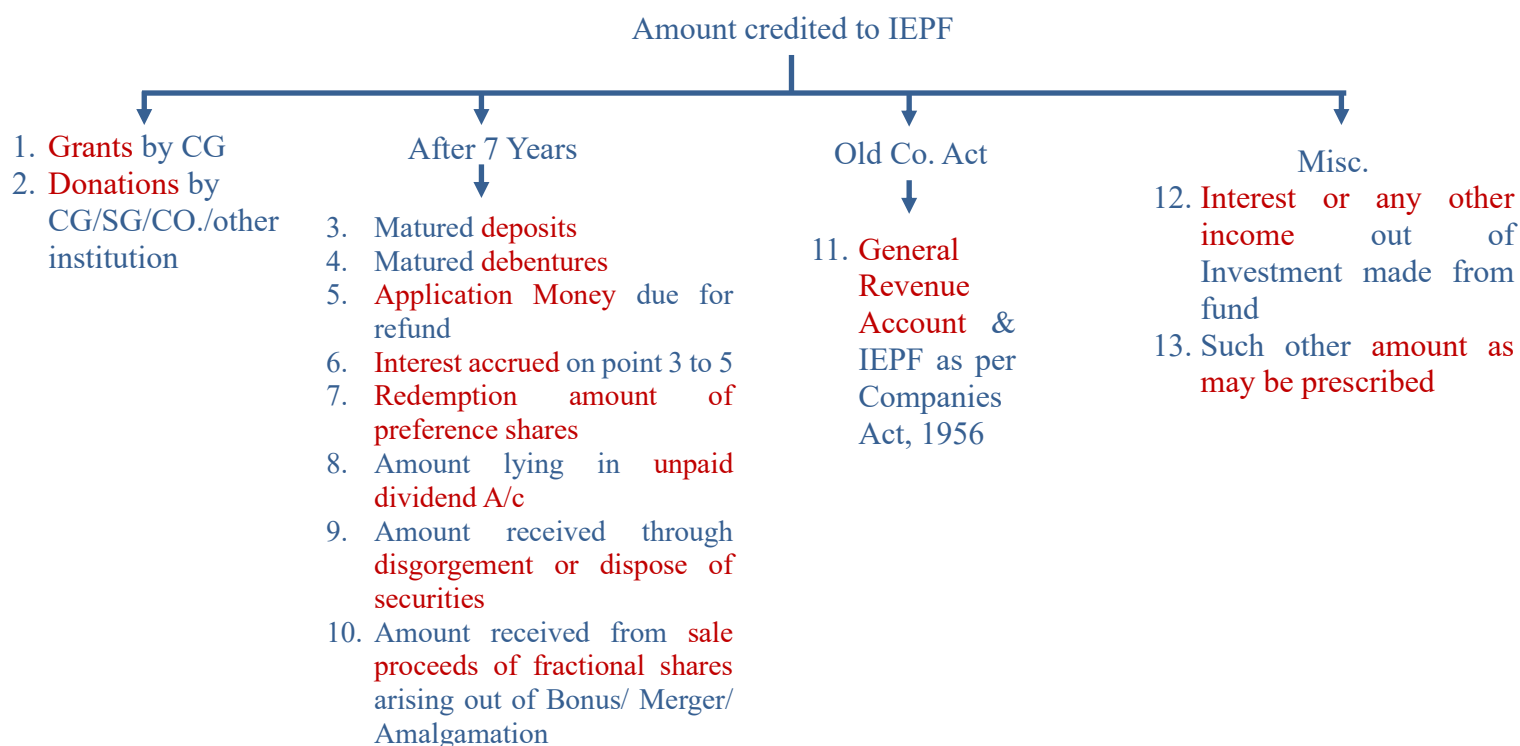 Amount credited to IEPF
1. Grants by CG
2. Donations by
CG/SG/CO./other
institution
After 7 Years
3. Matured deposits
4. Matured debentures
5. Application Money due for
refund
6. Interest accrued on point 3 to 5
7. Redemption amount of
preference shares
8. Amount lying in unpaid
dividend A/c
9. Amount received through
disgorgement or dispose of
securities
10. Amount received from sale
proceeds of fractional shares
arising out of Bonus/ Merger/
Amalgamation
Old Co. Act
11. General
Revenue
Account &
IEPF as per
Companies
Act, 1956
Misc.
12. Interest or any other
income out of
Investment made from
fund
13. Such other amount as
may be prescribed